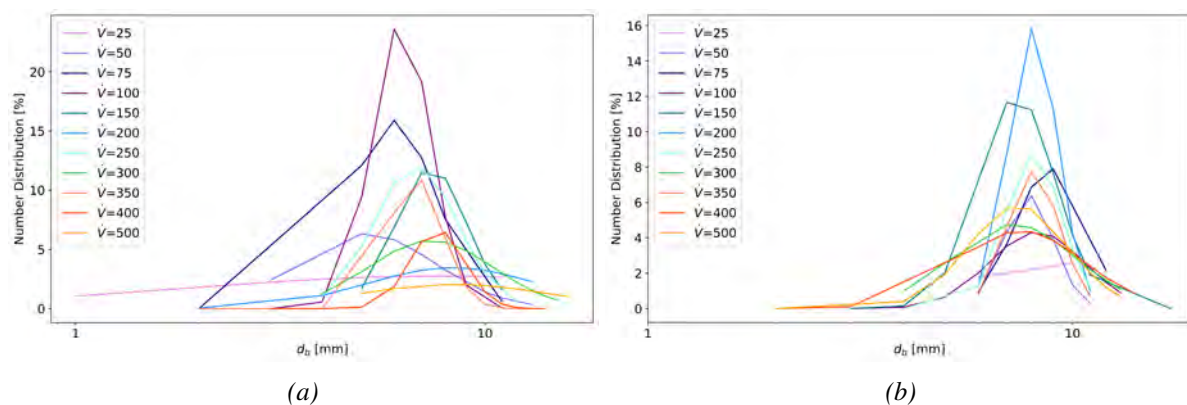 V̇=25
V̇=50
V̇=75
V̇=100
V̇=150
V̇=200
V̇=250
V̇=300
V̇=350
V̇=400
V̇=500
Number Distribution [%]
20
15
10
5
0
1
10
d_b [mm]
(a)
V̇=25
V̇=50
V̇=75
V̇=100
V̇=150
V̇=200
V̇=250
V̇=300
V̇=350
V̇=400
V̇=500
Number Distribution [%]
16
14
12
10
8
6
4
2
0
1
10
d_b [mm]
(b)